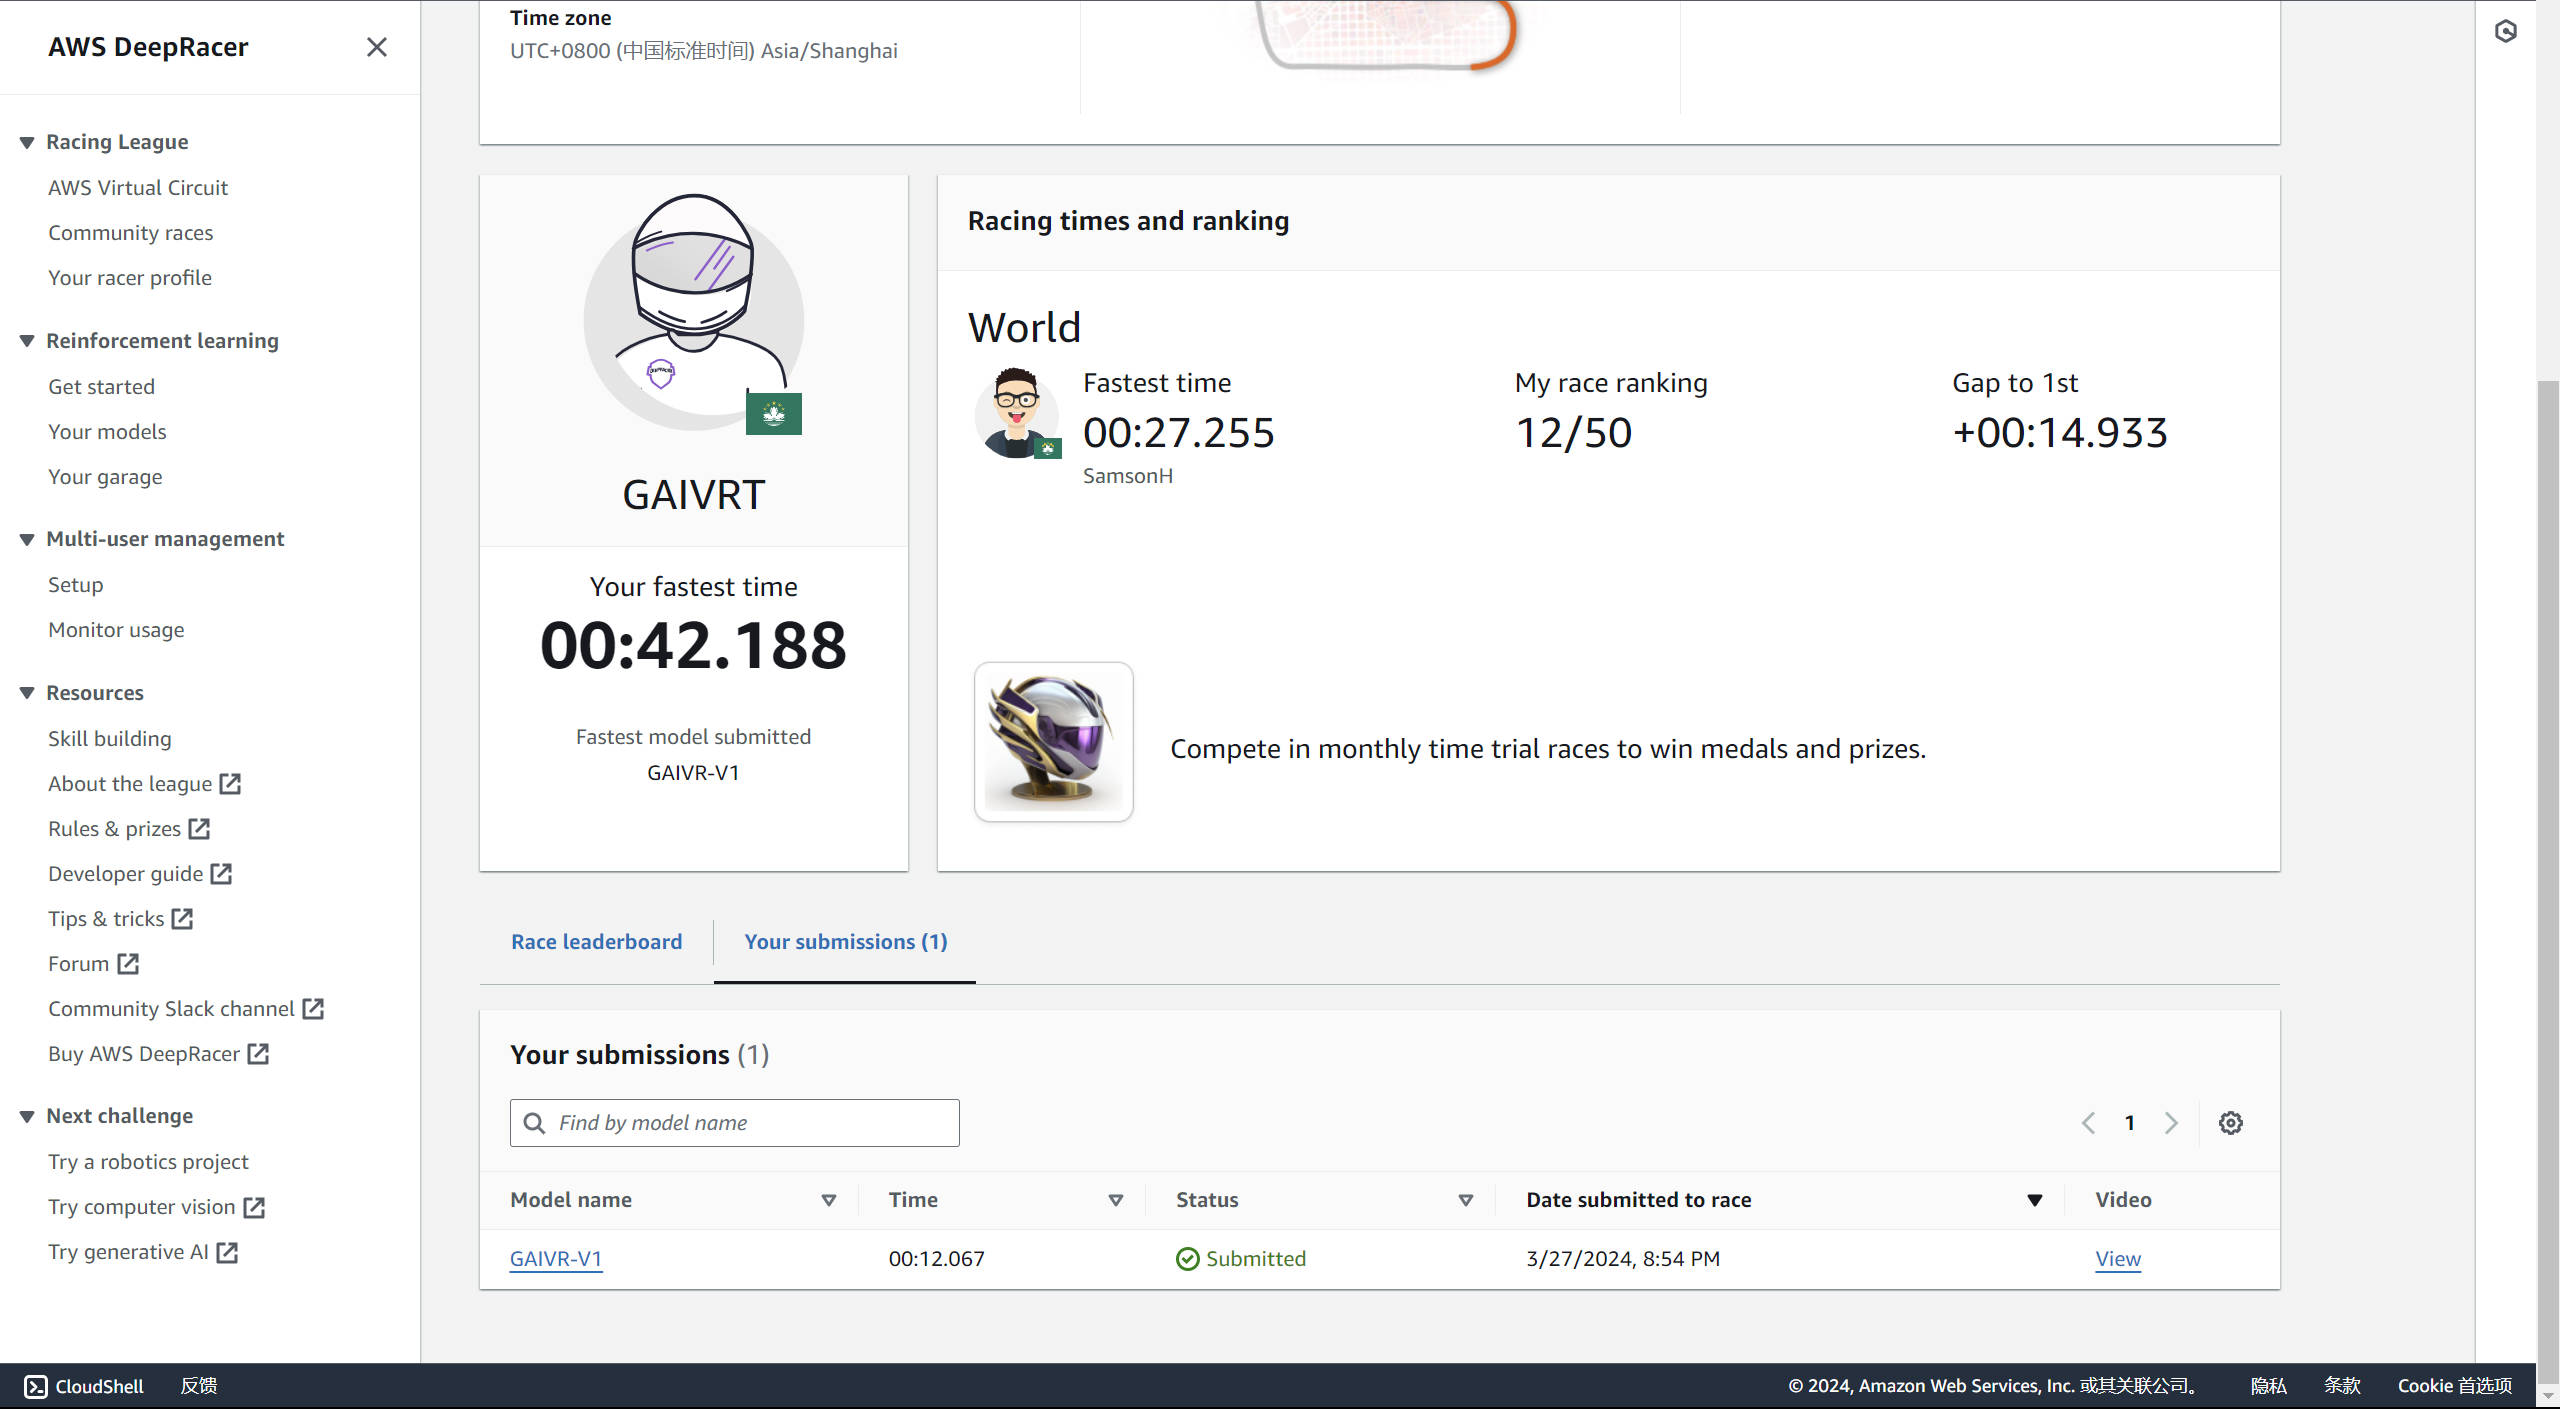 AWS DeepRacer
Racing League
AWS Virtual Circuit
Community races
Your racer profile
Reinforcement learning
Get started
Your models
Your garage
Multi-user management
Setup
Monitor usage
Resources
Skill building
About the league
Rules & prizes
Developer guide
Tips & tricks
Forum
Community Slack channel
Buy AWS DeepRacer
Next challenge
Try a robotics project
Try computer vision
Try generative AI
Time zone
UTC+0800 (中国标准时间) Asia/Shanghai
GAIVRT
Your fastest time
00:42.188
Fastest model submitted
GAIVR-V1
Racing times and ranking
World
Fastest time
00:27.255
SamsonH
My race ranking
12/50
Gap to 1st
+00:14.933
Compete in monthly time trial races to win medals and prizes.
Race leaderboard
Your submissions (1)
Your submissions (1)
Find by model name
1
Model name Time Status Date submitted to race Video
GAIVR-V1 00:12.067 Submitted 3/27/2024, 8:54 PM View
CloudShell 反馈 © 2024, Amazon Web Services, Inc. 或其关联公司。 隐私 条款 Cookie 首选项